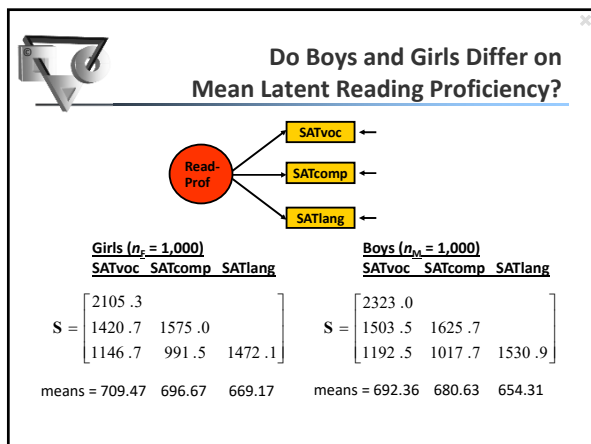 ©
Do Boys and Girls Differ on
Mean Latent Reading Proficiency?
Read-
Prof
SATvoc
SATcomp
SATlang
Girls (n_F = 1,000)
SATvoc SATcomp SATlang
S =
2105 .3
1420 .7 1575 .0
1146 .7 991 .5 1472 .1
means = 709.47 696.67 669.17
Boys (n_M = 1,000)
SATvoc SATcomp SATlang
S =
2323 .0
1503 .5 1625 .7
1192 .5 1017 .7 1530 .9
means = 692.36 680.63 654.31